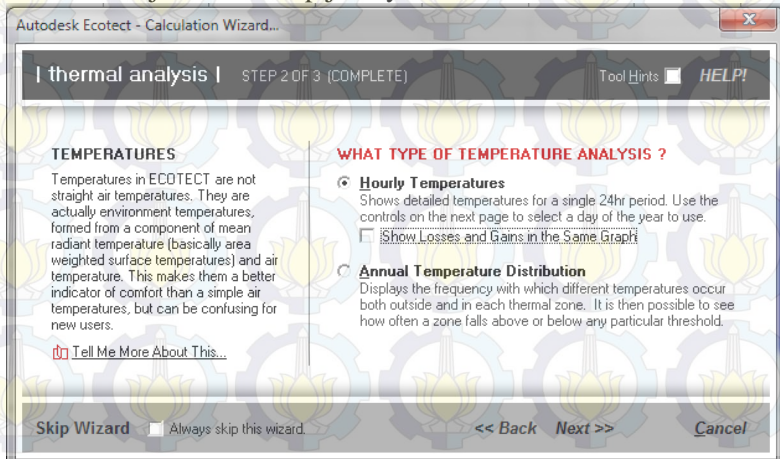 Autodesk Ecotect - Calculation Wizard...
| thermal analysis | STEP 2 OF 3 (COMPLETE) Tool Hints HELP!
TEMPERATURES
Temperatures in ECOTECT are not
straight air temperatures. They are
actually environment temperatures,
formed from a component of mean
radiant temperature (basically area
weighted surface temperatures) and air
temperature. This makes them a better
indicator of comfort than a simple air
temperatures, but can be confusing for
new users.
Tell Me More About This...
WHAT TYPE OF TEMPERATURE ANALYSIS ?
Hourly Temperatures
Shows detailed temperatures for a single 24hr period. Use the
controls on the next page to select a day of the year to use.
Show Losses and Gains in the Same Graph
Annual Temperature Distribution
Displays the frequency with which different temperatures occur
both outside and in each thermal zone. It is then possible to see
how often a zone falls above or below any particular threshold.
Skip Wizard Always skip this wizard. << Back Next >> Cancel